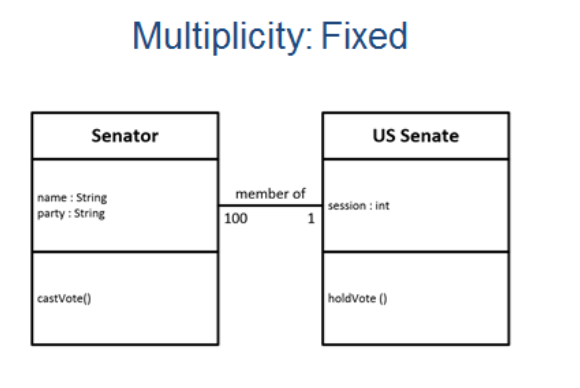 Multiplicity: Fixed
Senator
name : String
party : String
castVote()
member of
100 1
US Senate
session : int
holdVote ()